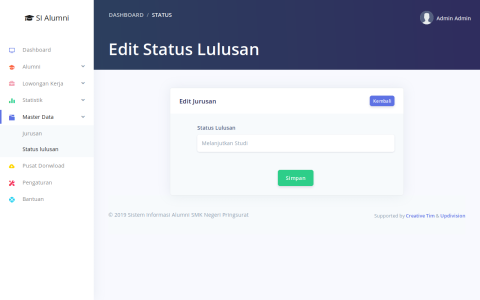 SI Alumni
DASHBOARD / STATUS
Admin Admin
Edit Status Lulusan
Dashboard
Alumni
Lowongan Kerja
Statistik
Master Data
Jurusan
Status lulusan
Pusat Donwload
Pengaturan
Bantuan
Edit Jurusan
Kembali
Status Lulusan
Melanjutkan Studi
Simpan
© 2019 Sistem Informasi Alumni SMK Negeri Pringsurat
Supported by Creative Tim & Updivision